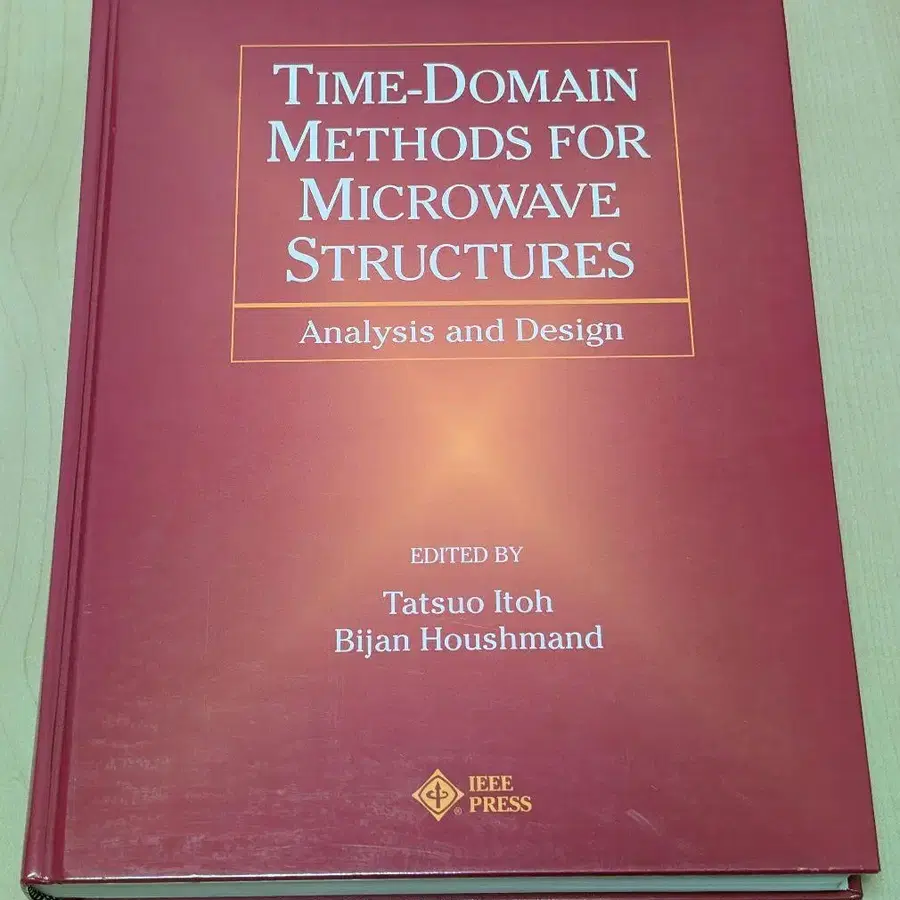 TIME-DOMAIN
METHODS FOR
MICROWAVE
STRUCTURES
Analysis and Design
EDITED BY
Tatsuo Itoh
Bijan Houshmand
IEEE
PRESS
®